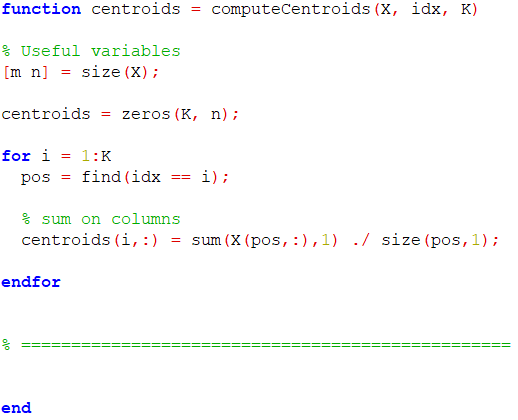 function centroids = computeCentroids(X, idx, K)
% Useful variables
[m n] = size(X);
centroids = zeros(K, n);
for i = 1:K
pos = find(idx == i);
% sum on columns
centroids(i,:) = sum(X(pos,:),1) ./ size(pos,1);
endfor
% =================================================
end